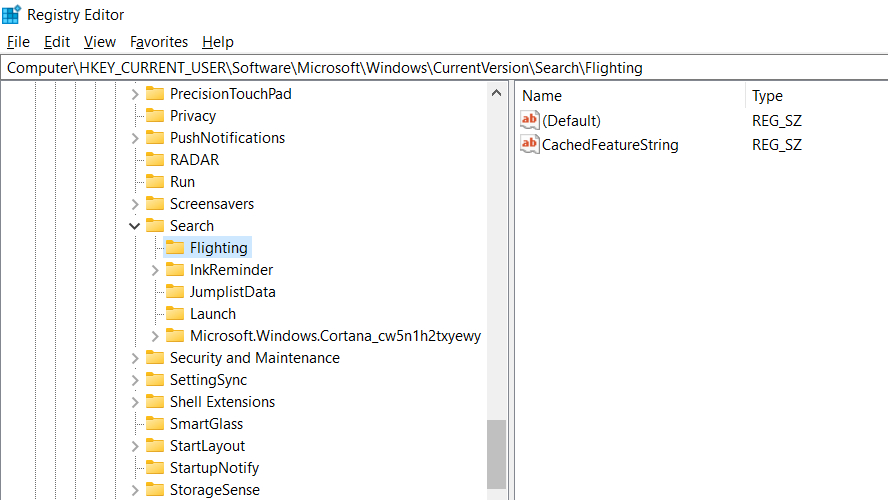 Registry Editor
File Edit View Favorites Help
Computer\HKEY_CURRENT_USER\Software\Microsoft\Windows\CurrentVersion\Search\Flighting
PrecisionTouchPad
Privacy
PushNotifications
RADAR
Run
Screensavers
Search
Flighting
InkReminder
JumplistData
Launch
Microsoft.Windows.Cortana_cw5n1h2txyewy
Security and Maintenance
SettingSync
Shell Extensions
SmartGlass
StartLayout
StartupNotify
StorageSense
Name Type
ab (Default) REG_SZ
ab CachedFeatureString REG_SZ